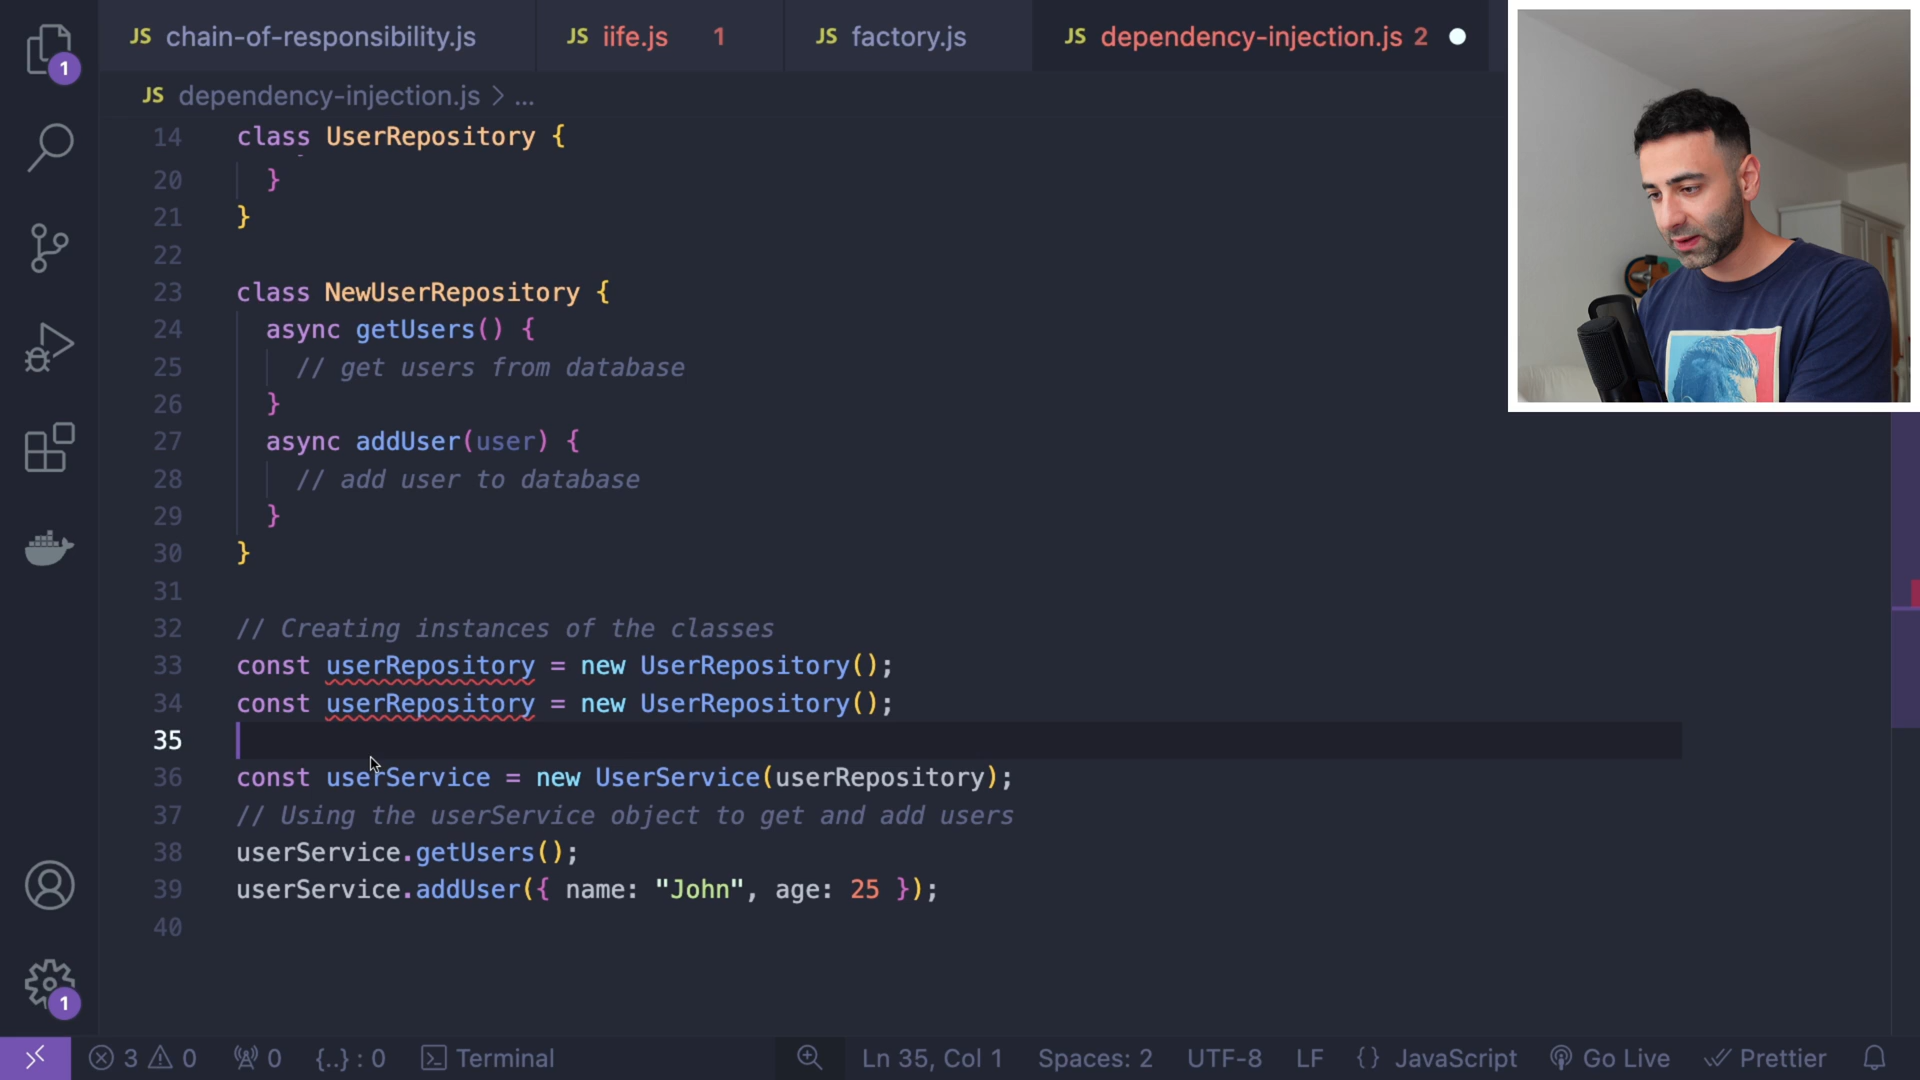 JS chain-of-responsibility.js
JS iife.js 1
JS factory.js
JS dependency-injection.js 2
JS dependency-injection.js > ...
14 class UserRepository {
20 }
21 }
22
23 class NewUserRepository {
24 async getUsers() {
25 // get users from database
26 }
27 async addUser(user) {
28 // add user to database
29 }
30 }
31
32 // Creating instances of the classes
33 const userRepository = new UserRepository();
34 const userRepository = new UserRepository();
35
36 const userService = new UserService(userRepository);
37 // Using the userService object to get and add users
38 userService.getUsers();
39 userService.addUser({ name: "John", age: 25 });
40
1
1
3 0 0 {..} : 0 Terminal Ln 35, Col 1 Spaces: 2 UTF-8 LF {} JavaScript Go Live Prettier